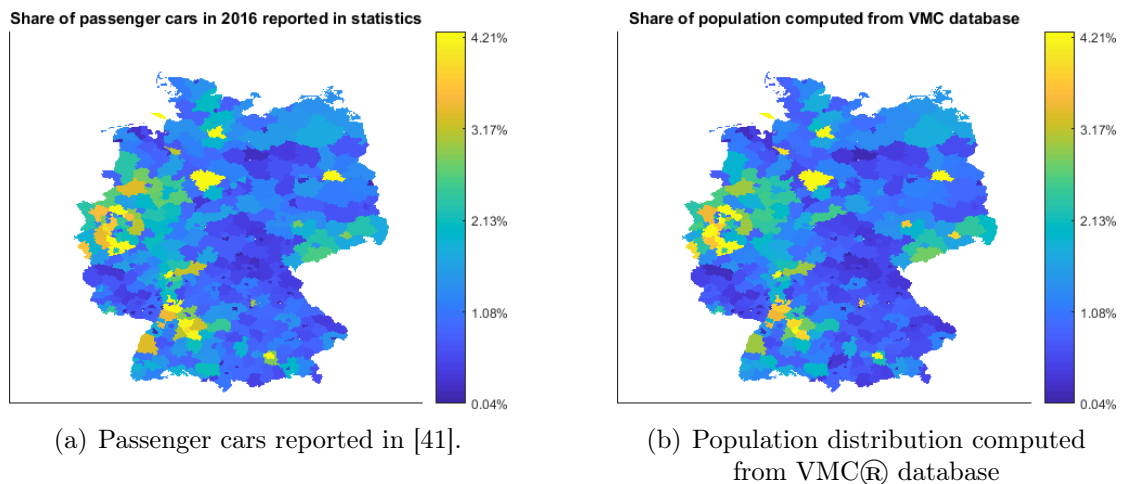 Share of passenger cars in 2016 reported in statistics
4.21%
3.17%
2.13%
1.08%
0.04%
(a) Passenger cars reported in [41].
Share of population computed from VMC database
4.21%
3.17%
2.13%
1.08%
0.04%
(b) Population distribution computed
from VMC® database